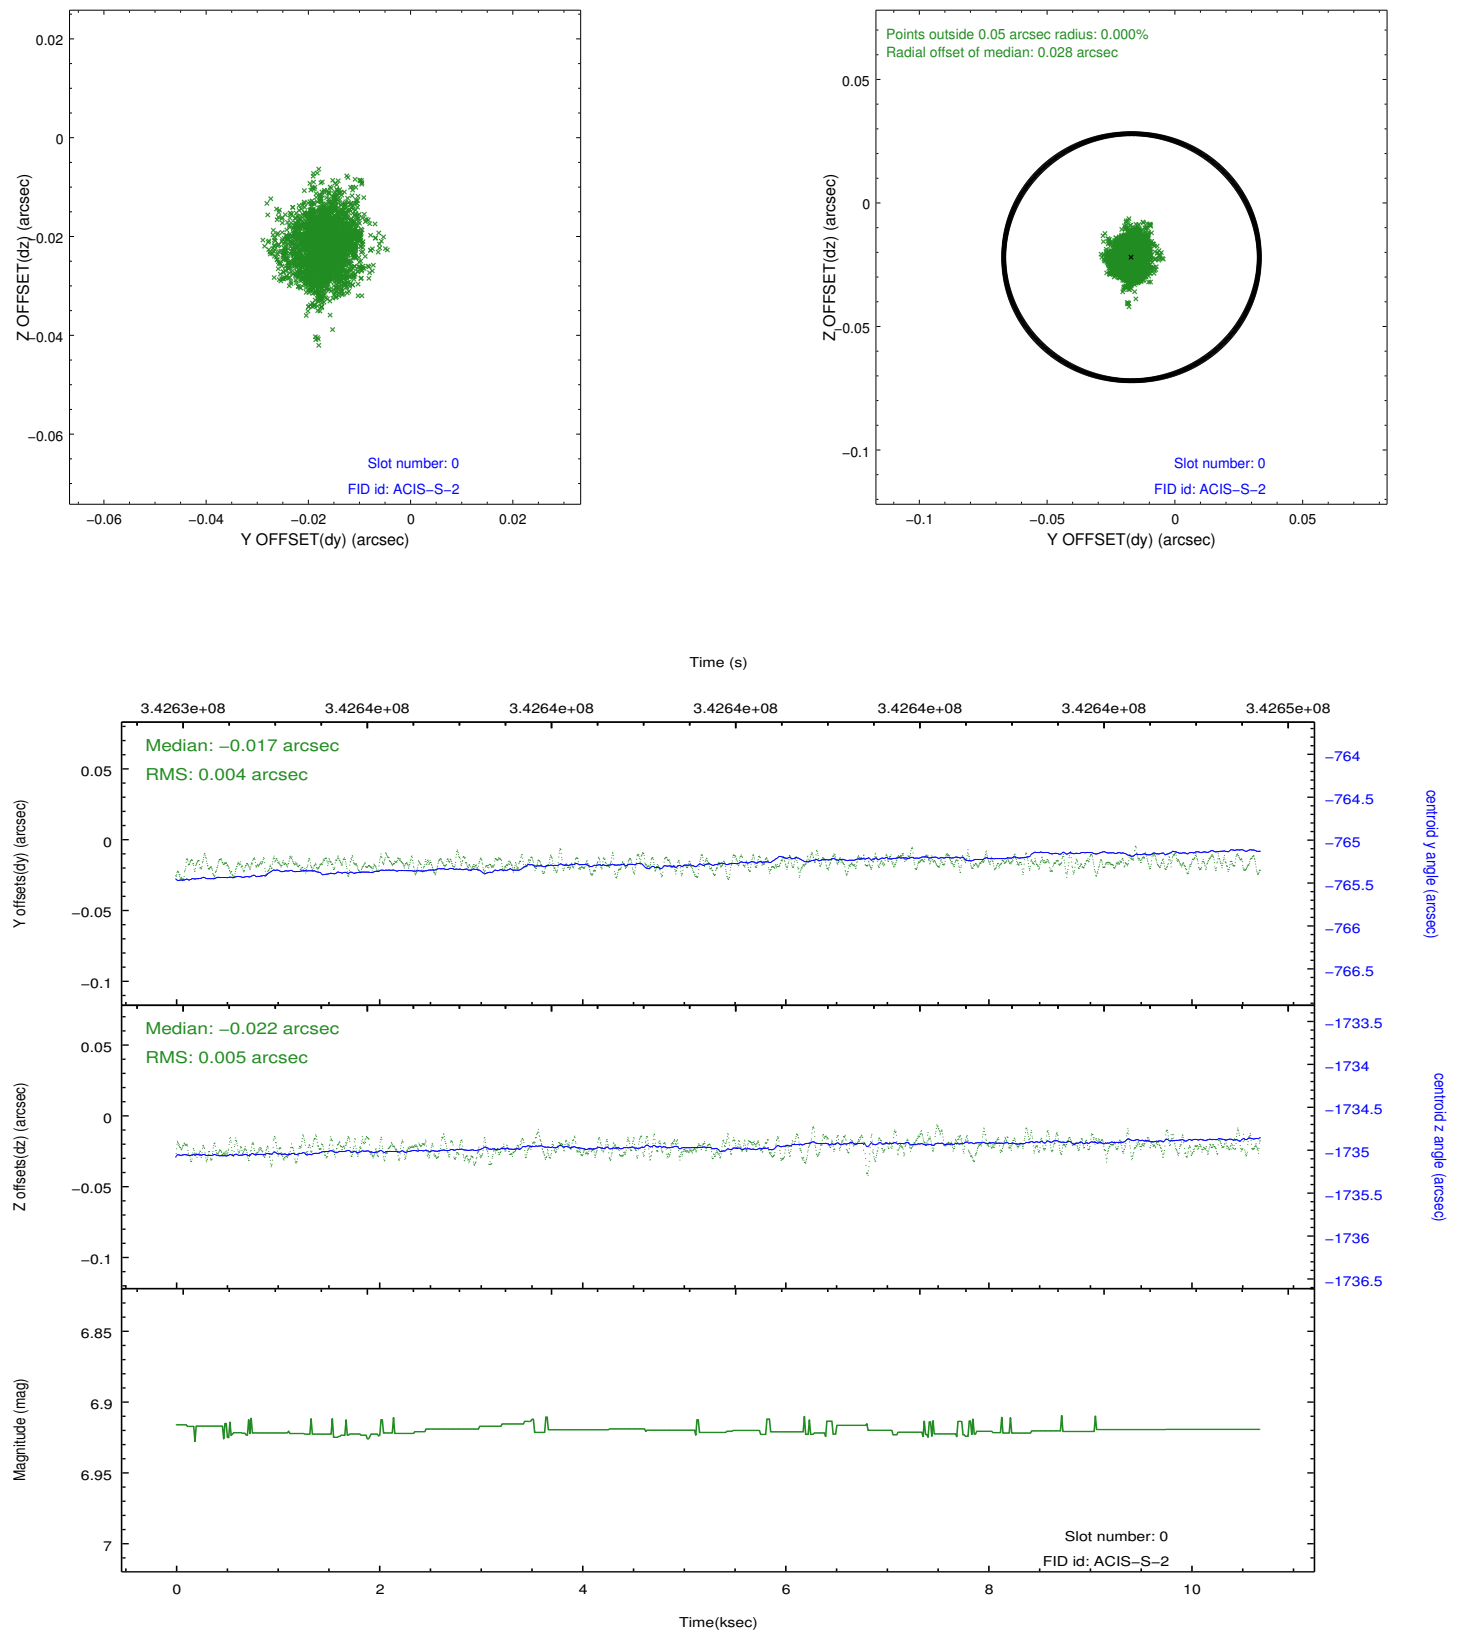 0.02
0
−0.02
−0.04
−0.06
Z OFFSET(dz) (arcsec)
Slot number: 0
FID id: ACIS−S−2
−0.06
−0.04
−0.02
0
0.02
Y OFFSET(dy) (arcsec)
Points outside 0.05 arcsec radius: 0.000%
Radial offset of median: 0.028 arcsec
0.05
0
−0.05
−0.1
Z OFFSET(dz) (arcsec)
Slot number: 0
FID id: ACIS−S−2
−0.1
−0.05
0
0.05
Y OFFSET(dy) (arcsec)
Time (s)
3.4263e+08
3.4264e+08
3.4264e+08
3.4264e+08
3.4264e+08
3.4264e+08
3.4265e+08
Median: −0.017 arcsec
RMS: 0.004 arcsec
0.05
0
−0.05
−0.1
Y offsets(dy) (arcsec)
−764
−764.5
−765
−765.5
−766
−766.5
centroid y angle (arcsec)
Median: −0.022 arcsec
RMS: 0.005 arcsec
0.05
0
−0.05
−0.1
Z offsets(dz) (arcsec)
−1733.5
−1734
−1734.5
−1735
−1735.5
−1736
−1736.5
centroid z angle (arcsec)
6.85
6.9
6.95
7
Magnitude (mag)
Slot number: 0
FID id: ACIS−S−2
0
2
4
6
8
10
Time(ksec)